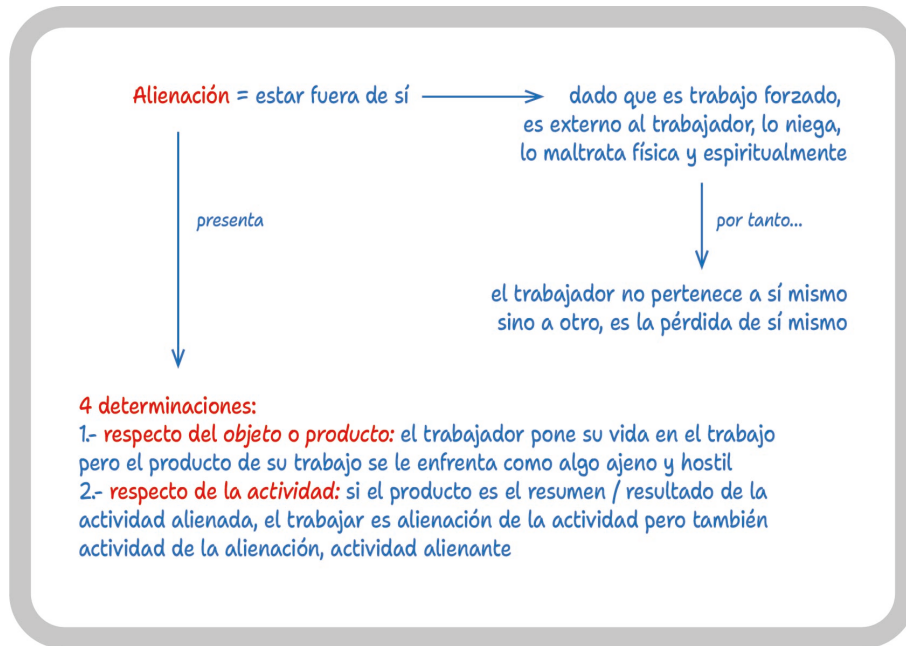 Alienación = estar fuera de sí
dado que es trabajo forzado,
es externo al trabajador, lo niega,
lo maltrata física y espiritualmente
presenta
por tanto...
el trabajador no pertenece a sí mismo
sino a otro, es la pérdida de sí mismo
4 determinaciones:
1.- respecto del objeto o producto: el trabajador pone su vida en el trabajo
pero el producto de su trabajo se le enfrenta como algo ajeno y hostil
2.- respecto de la actividad: si el producto es el resumen / resultado de la
actividad alienada, el trabajar es alienación de la actividad pero también
actividad de la alienación, actividad alienante